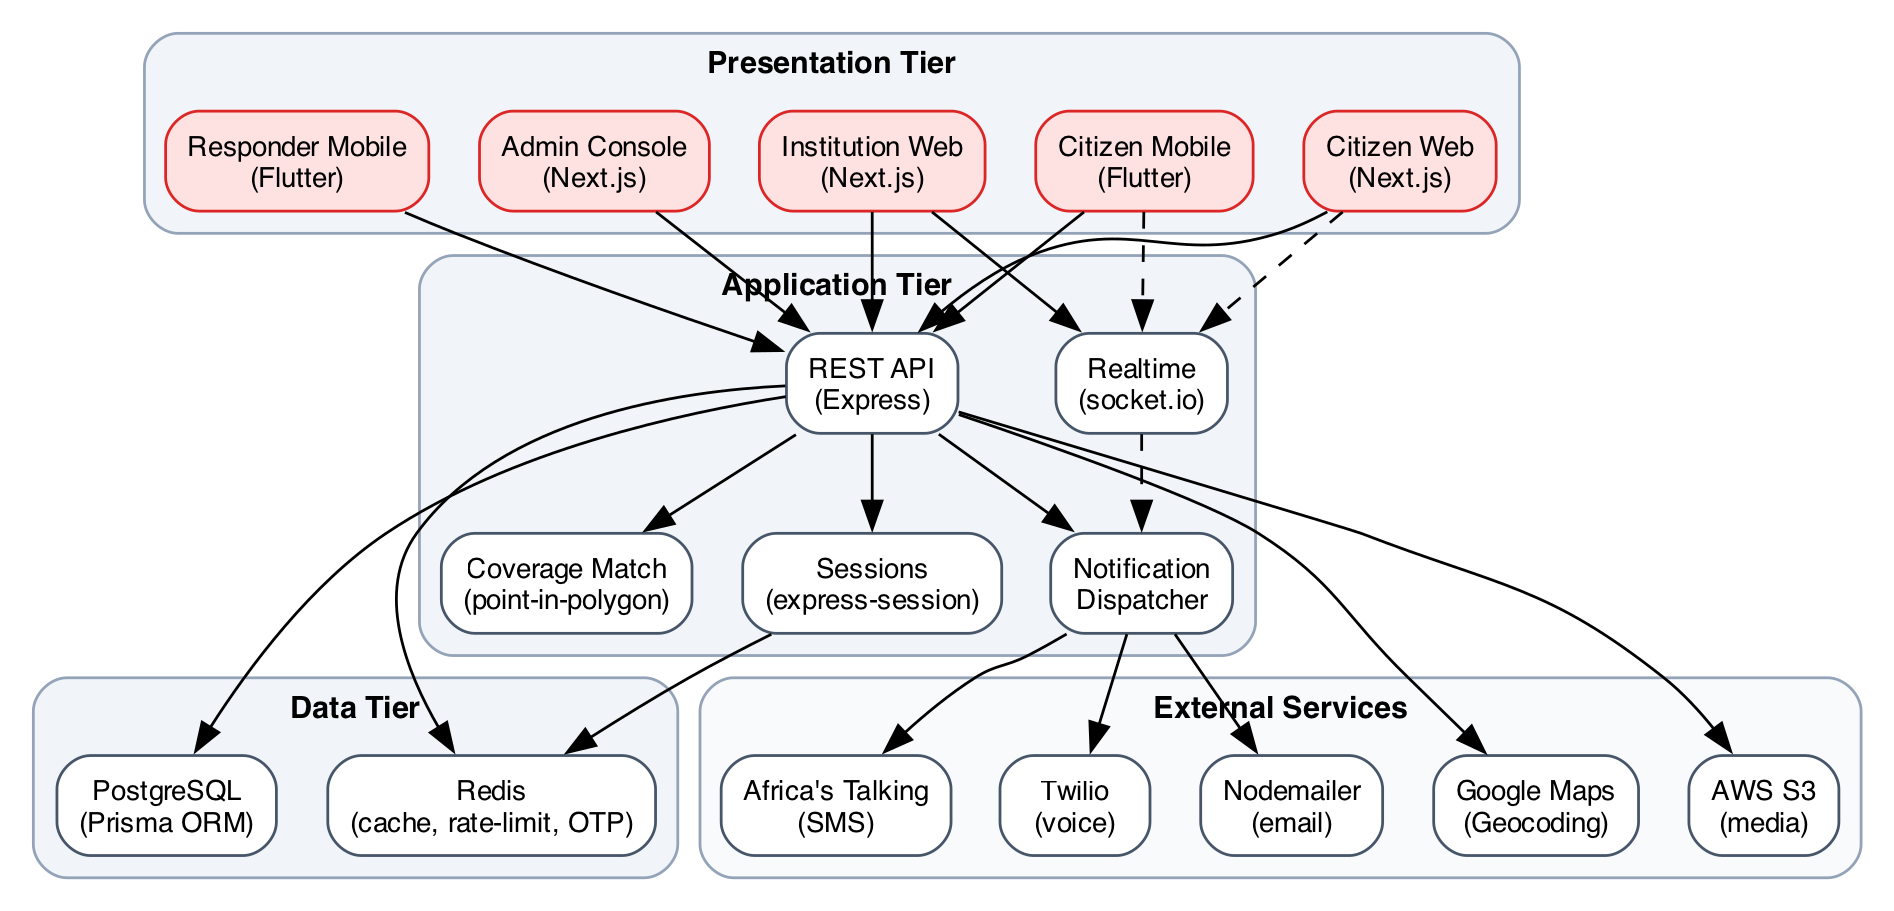 Presentation Tier
Responder Mobile
(Flutter)
Admin Console
(Next.js)
Institution Web
(Next.js)
Citizen Mobile
(Flutter)
Citizen Web
(Next.js)
Application Tier
REST API
(Express)
Realtime
(socket.io)
Coverage Match
(point-in-polygon)
Sessions
(express-session)
Notification
Dispatcher
Data Tier
PostgreSQL
(Prisma ORM)
Redis
(cache, rate-limit, OTP)
External Services
Africa's Talking
(SMS)
Twilio
(voice)
Nodemailer
(email)
Google Maps
(Geocoding)
AWS S3
(media)